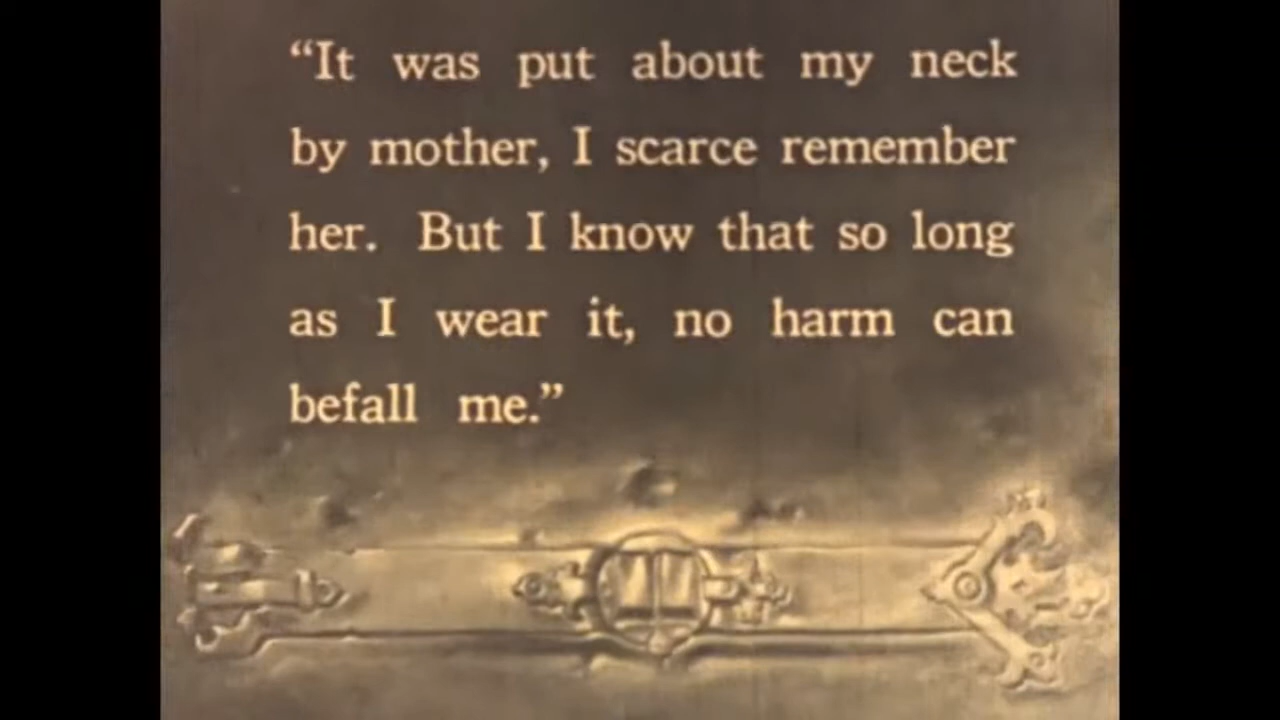 “It was put about my neck
by mother, I scarce remember
her. But I know that so long
as I wear it, no harm can
befall me.”